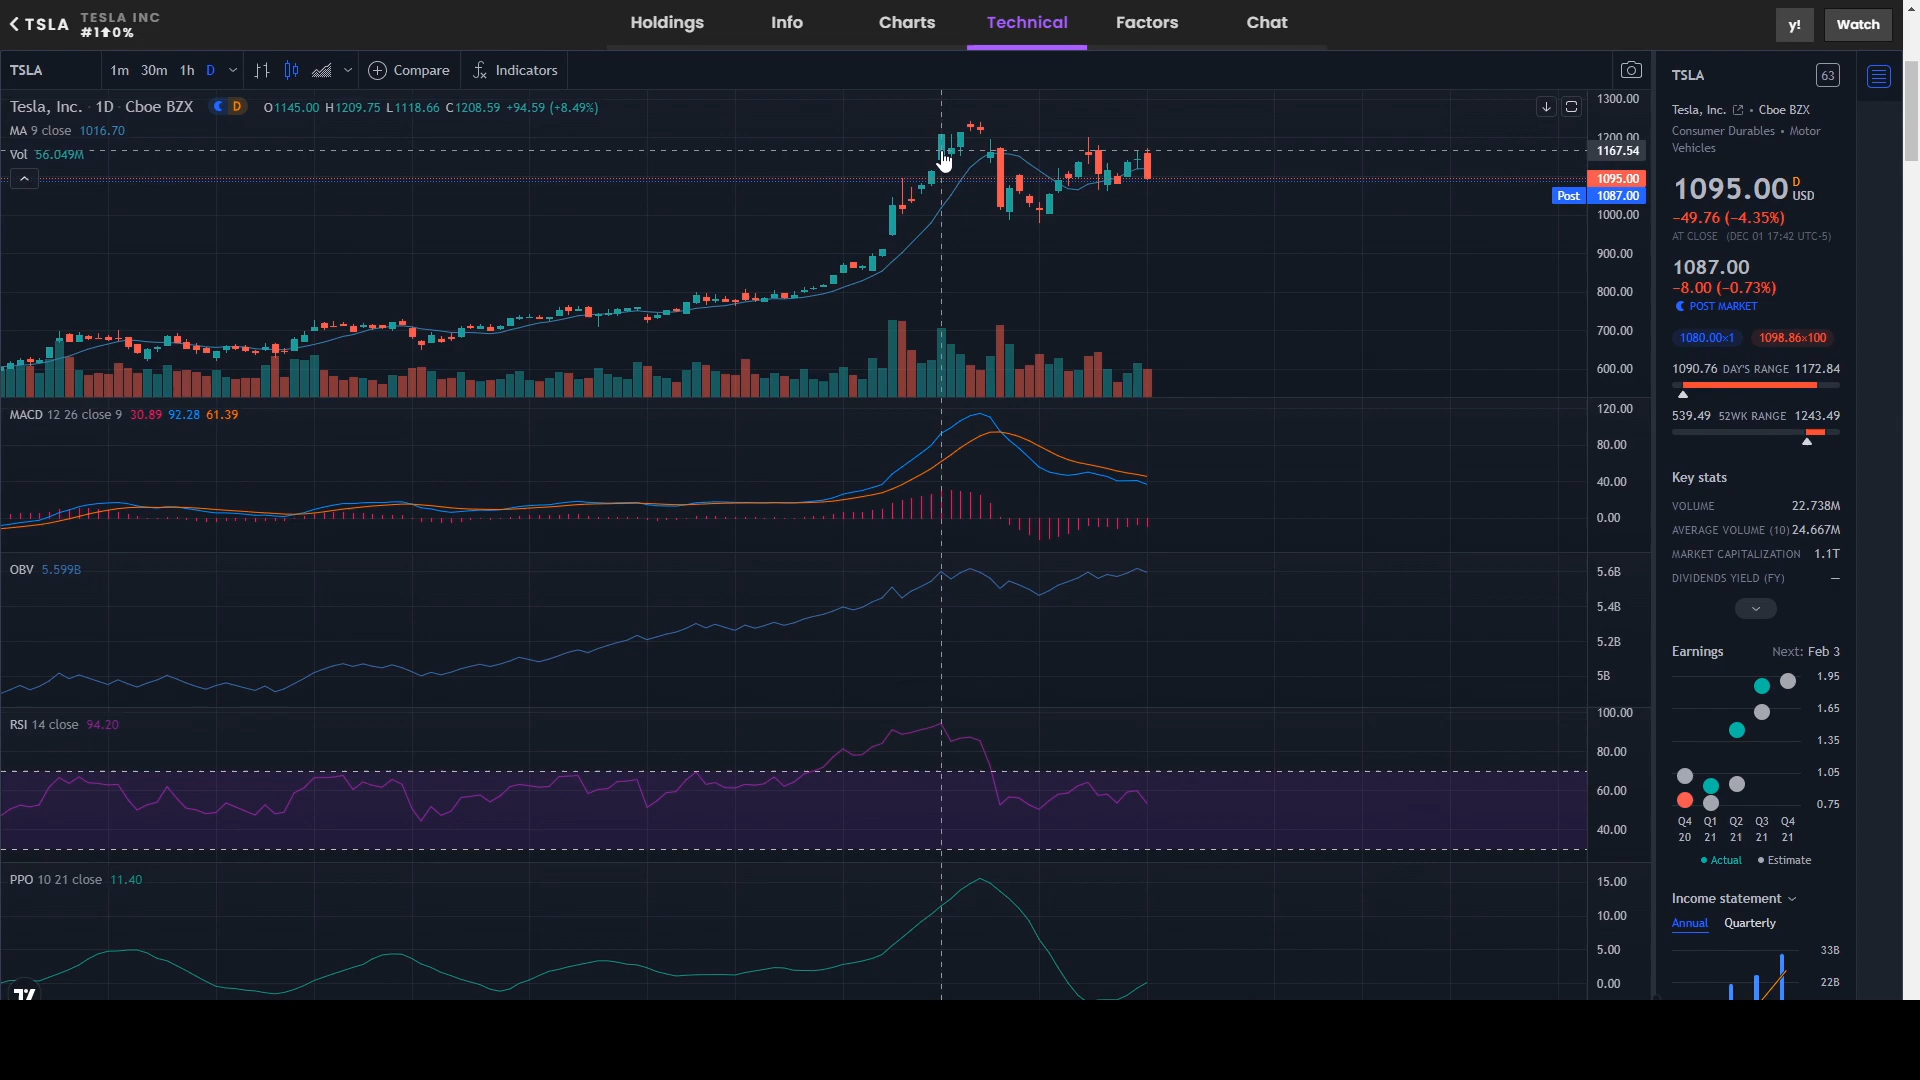 TSLA TESLA INC
#1⬆0%
Holdings Info Charts Technical Factors Chat
y! Watch
TSLA 1m 30m 1h D Compare Indicators
Tesla, Inc. · 1D · Cboe BZX D O1145.00 H1209.75 L1118.66 C1208.59 +94.59 (+8.49%)
MA 9 close 1016.70
Vol 56.049M
1300.00
1200.00
1167.54
1095.00
Post 1087.00
1000.00
900.00
800.00
700.00
600.00
MACD 12 26 close 9 30.89 92.28 61.39
120.00
80.00
40.00
0.00
OBV 5.599B
5.6B
5.4B
5.2B
5B
RSI 14 close 94.20
100.00
80.00
60.00
40.00
PPO 10 21 close 11.40
15.00
10.00
5.00
0.00
TSLA 63
Tesla, Inc. • Cboe BZX
Consumer Durables • Motor
Vehicles
1095.00 D USD
−49.76 (−4.35%)
AT CLOSE (DEC 01 17:42 UTC-5)
1087.00
−8.00 (−0.73%)
POST MARKET
1080.00×1 1098.86×100
1090.76 DAY'S RANGE 1172.84
539.49 52WK RANGE 1243.49
Key stats
VOLUME 22.738M
AVERAGE VOLUME (10) 24.667M
MARKET CAPITALIZATION 1.1T
DIVIDENDS YIELD (FY) —
Earnings Next: Feb 3
1.95
1.65
1.35
1.05
0.75
Q4 Q1 Q2 Q3 Q4
20 21 21 21 21
• Actual • Estimate
Income statement
Annual Quarterly
33B
22B